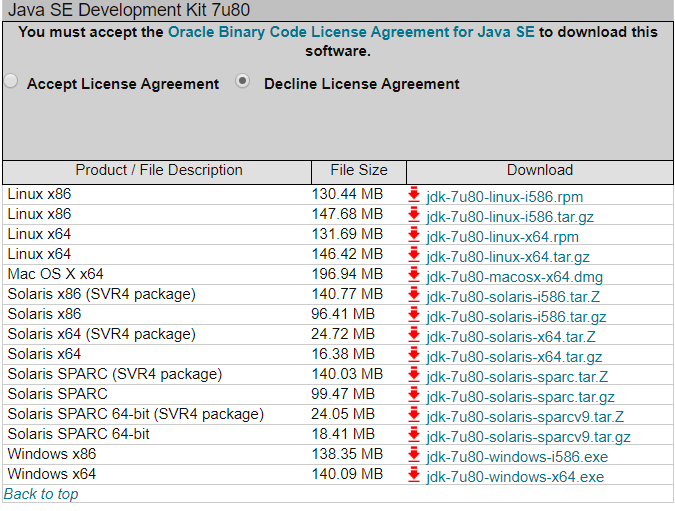 Java SE Development Kit 7u80
You must accept the Oracle Binary Code License Agreement for Java SE to download this
software.
Accept License Agreement Decline License Agreement
Product / File Description File Size Download
Linux x86 130.44 MB jdk-7u80-linux-i586.rpm
Linux x86 147.68 MB jdk-7u80-linux-i586.tar.gz
Linux x64 131.69 MB jdk-7u80-linux-x64.rpm
Linux x64 146.42 MB jdk-7u80-linux-x64.tar.gz
Mac OS X x64 196.94 MB jdk-7u80-macosx-x64.dmg
Solaris x86 (SVR4 package) 140.77 MB jdk-7u80-solaris-i586.tar.Z
Solaris x86 96.41 MB jdk-7u80-solaris-i586.tar.gz
Solaris x64 (SVR4 package) 24.72 MB jdk-7u80-solaris-x64.tar.Z
Solaris x64 16.38 MB jdk-7u80-solaris-x64.tar.gz
Solaris SPARC (SVR4 package) 140.03 MB jdk-7u80-solaris-sparc.tar.Z
Solaris SPARC 99.47 MB jdk-7u80-solaris-sparc.tar.gz
Solaris SPARC 64-bit (SVR4 package) 24.05 MB jdk-7u80-solaris-sparcv9.tar.Z
Solaris SPARC 64-bit 18.41 MB jdk-7u80-solaris-sparcv9.tar.gz
Windows x86 138.35 MB jdk-7u80-windows-i586.exe
Windows x64 140.09 MB jdk-7u80-windows-x64.exe
Back to top